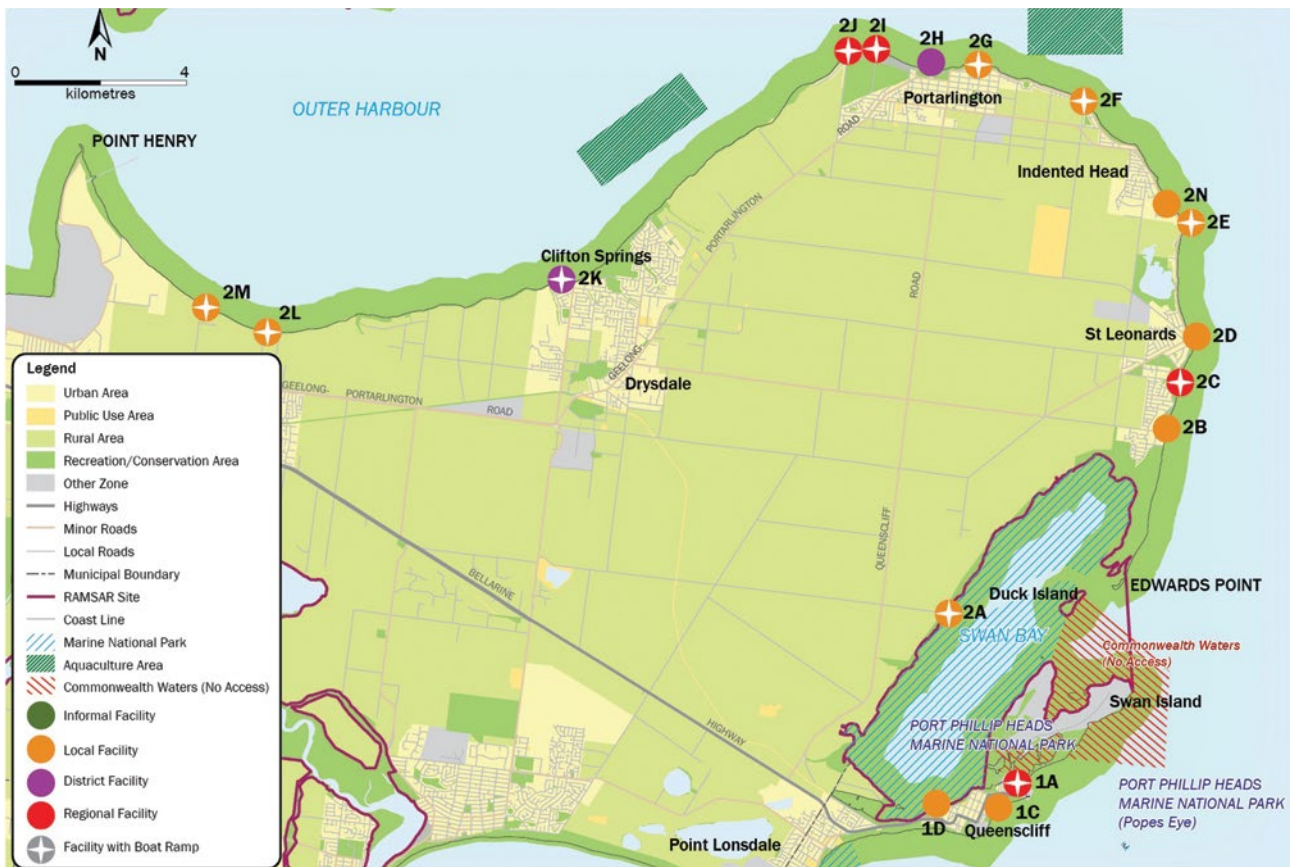 N
0 4
kilometres
2J
2I
2H
2G
Portarlington
2F
OUTER HARBOUR
POINT HENRY
ROAD
Indented Head
2N
2E
PORTARLINGTON
Clifton Springs
2K
ROAD
2M
2L
St Leonards
2D
GEELONG-
Drysdale
2C
GEELONG-
PORTARLINGTON
ROAD
2B
QUEENSCLIFF
BELLARINE
Duck Island
EDWARDS POINT
2A
SWAN BAY
Commonwealth Waters
(No Access)
Swan Island
HIGHWAY
PORT PHILLIP HEADS
MARINE NATIONAL PARK
1A
PORT PHILLIP HEADS
MARINE NATIONAL PARK
(Popes Eye)
1D
1C
Queenscliff
Point Lonsdale
Legend
Urban Area
Public Use Area
Rural Area
Recreation/Conservation Area
Other Zone
Highways
Minor Roads
Local Roads
Municipal Boundary
RAMSAR Site
Coast Line
Marine National Park
Aquaculture Area
Commonwealth Waters (No Access)
Informal Facility
Local Facility
District Facility
Regional Facility
Facility with Boat Ramp